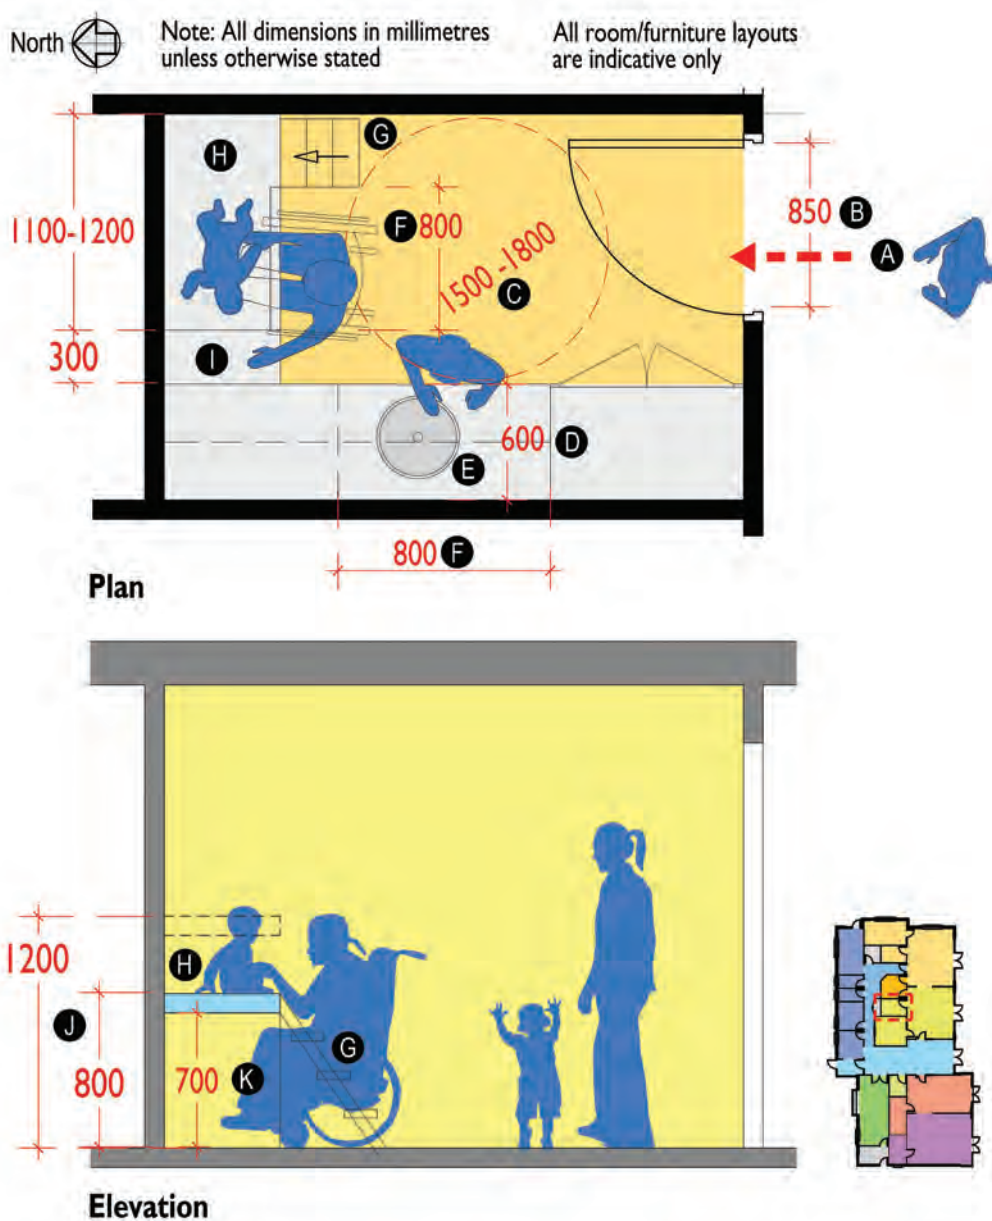 North
Note: All dimensions in millimetres
unless otherwise stated
All room/furniture layouts
are indicative only
H
G
1100-1200
F 800
850 B
A
1500-1800
C
300
I
600
D
E
800 F
Plan
1200
H
J
G
800
700
K
Elevation